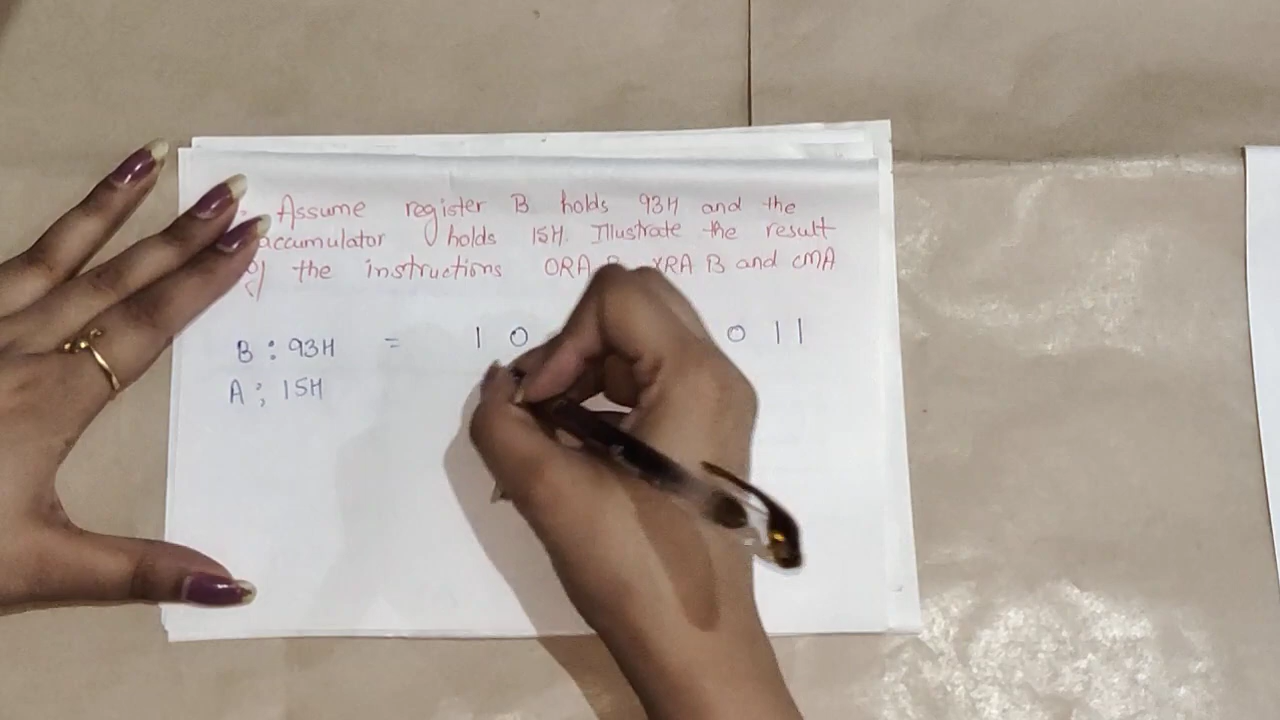 Assume register B holds 93H and the
accumulator holds 15H. Illustrate the result
of the instructions ORA XRA B and CMA
B : 93H = 1 0 0 1 1
A : 15H